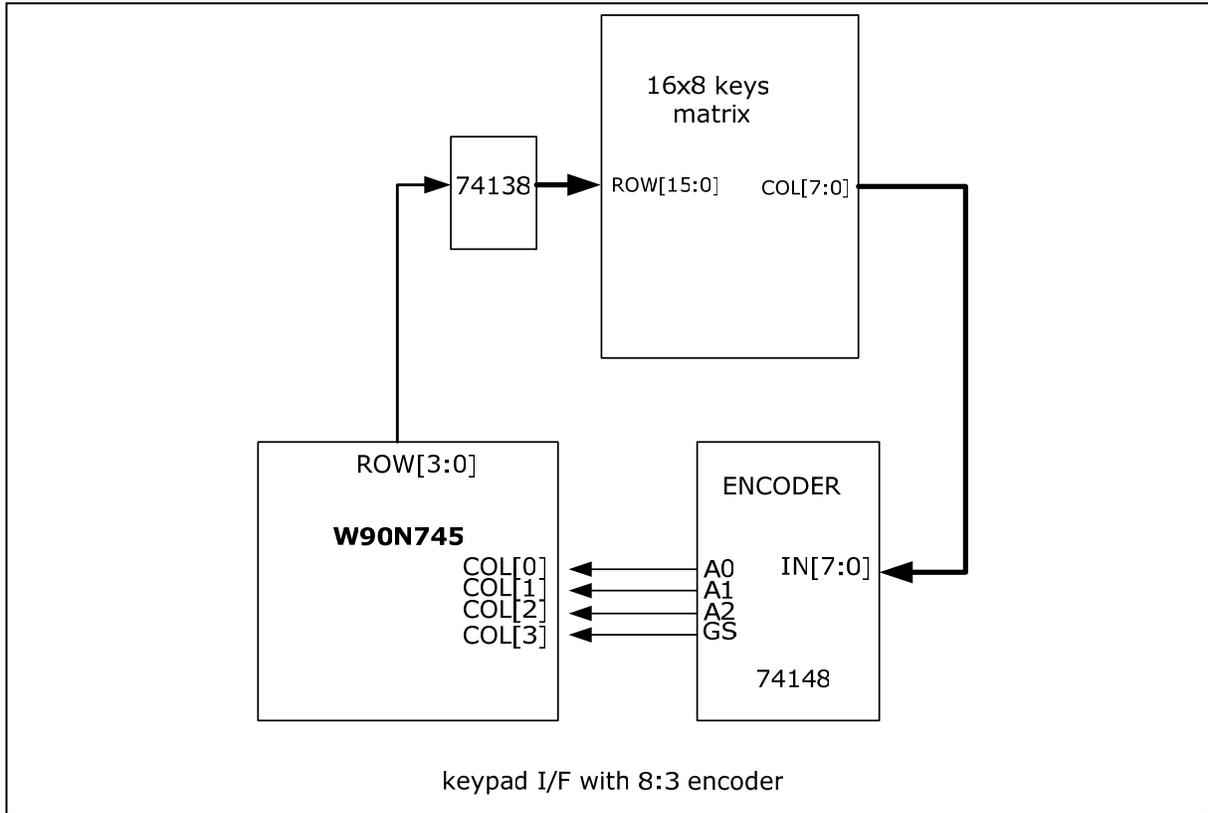 16x8 keys
matrix
74138
ROW[15:0]
COL[7:0]
ROW[3:0]
W90N745
COL[0]
COL[1]
COL[2]
COL[3]
ENCODER
A0
A1
A2
GS
IN[7:0]
74148
keypad I/F with 8:3 encoder